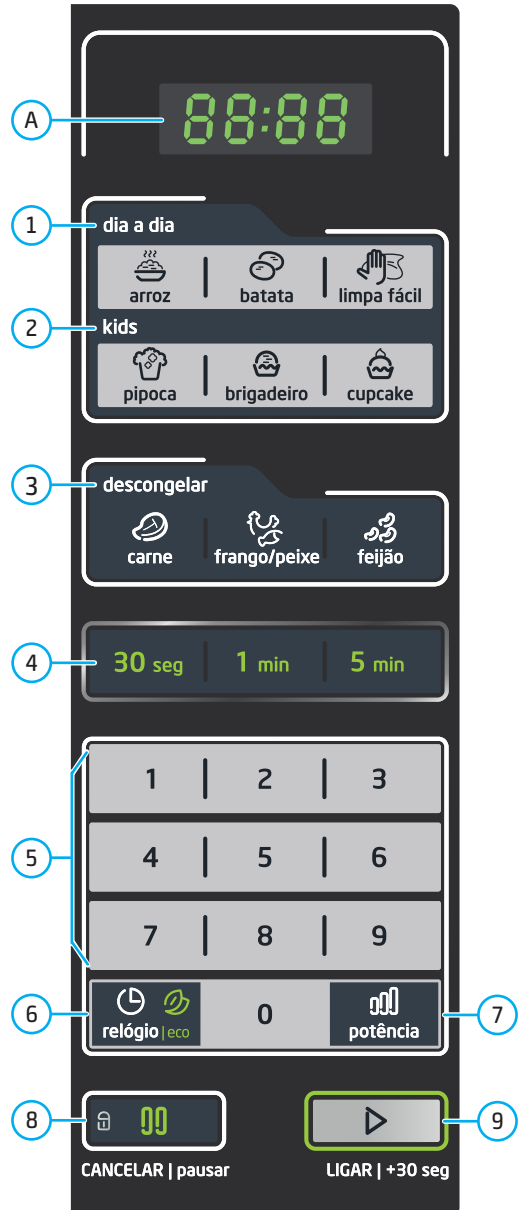 A
88:88
1
dia a dia
arroz batata limpa fácil
2
kids
pipoca brigadeiro cupcake
3
descongelar
carne frango/peixe feijão
4
30 seg 1 min 5 min
5
1 2 3
4 5 6
7 8 9
6
relógio|eco 0 potência
7
8
9
CANCELAR | pausar LIGAR | +30 seg